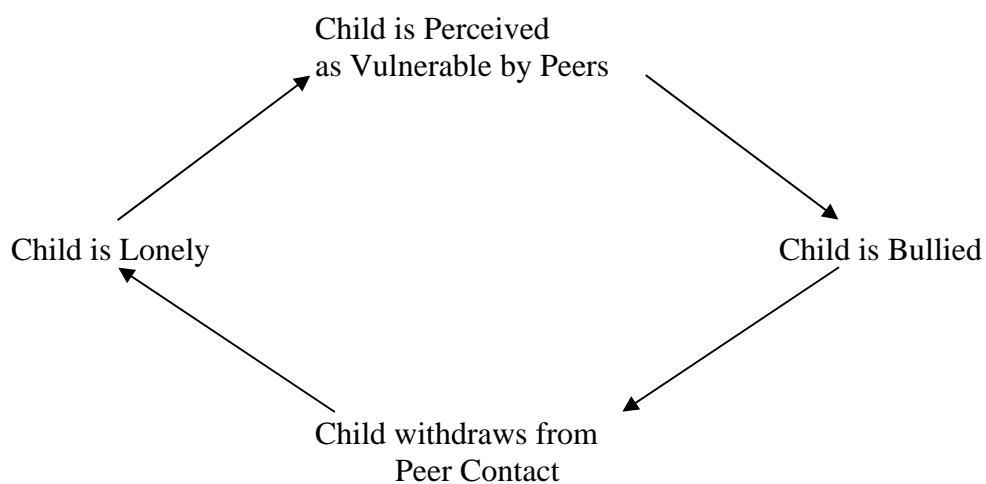 Child is Perceived
as Vulnerable by Peers
Child is Lonely
Child is Bullied
Child withdraws from
Peer Contact